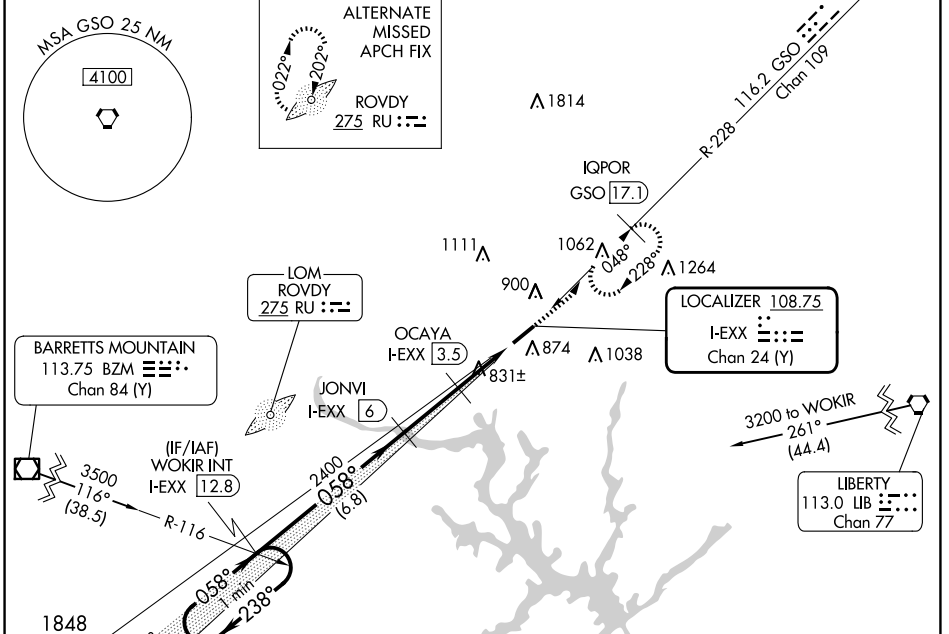 MSA GSO 25 NM
4100
ALTERNATE
MISSED
APCH FIX
022°
202°
ROVDY
275 RU
1814
116.2 GSO
Chan 109
R-228
IQPOR
GSO 17.1
1111
1062
048°
228°
1264
900
LOM
ROVDY
275 RU
LOCALIZER 108.75
I-EXX
Chan 24 (Y)
OCAYA
I-EXX 3.5
874
1038
831±
BARRETTS MOUNTAIN
113.75 BZM
Chan 84 (Y)
JONVI
I-EXX 6
3200 to WOKIR
261°
(44.4)
(IF/IAF)
WOKIR INT
I-EXX 12.8
3500
116°
(38.5)
R-116
2400
058°
(6.8)
LIBERTY
113.0 LIB
Chan 77
058°
1 min
238°
1848